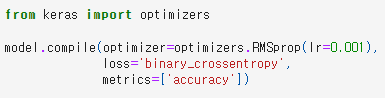 from keras import optimizers
model.compile(optimizer=optimizers.RMSprop(lr=0.001),
              loss='binary_crossentropy',
              metrics=['accuracy'])